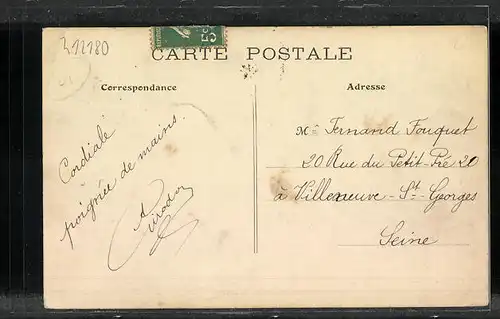 CARTE POSTALE
Correspondance
Adresse
Cordiale
poignée de mains.
M. Fernand Fouquet
20 Rue du Petit-Pré 20
à Villeneuve-St-Georges
Seine